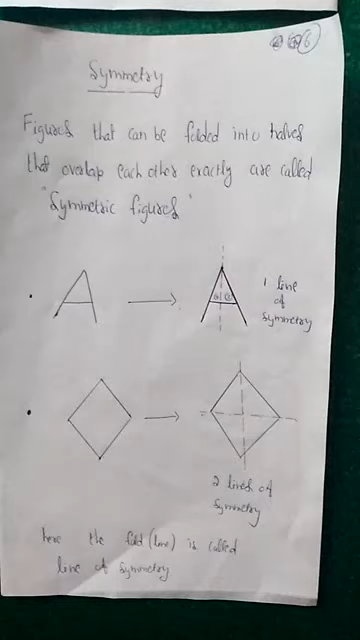 6
Symmetry
Figures that can be folded into halves
that overlap each other exactly are called
"Symmetric figures"
1 line
of
symmetry
2 lines of
symmetry
here the fold (line) is called
line of symmetry